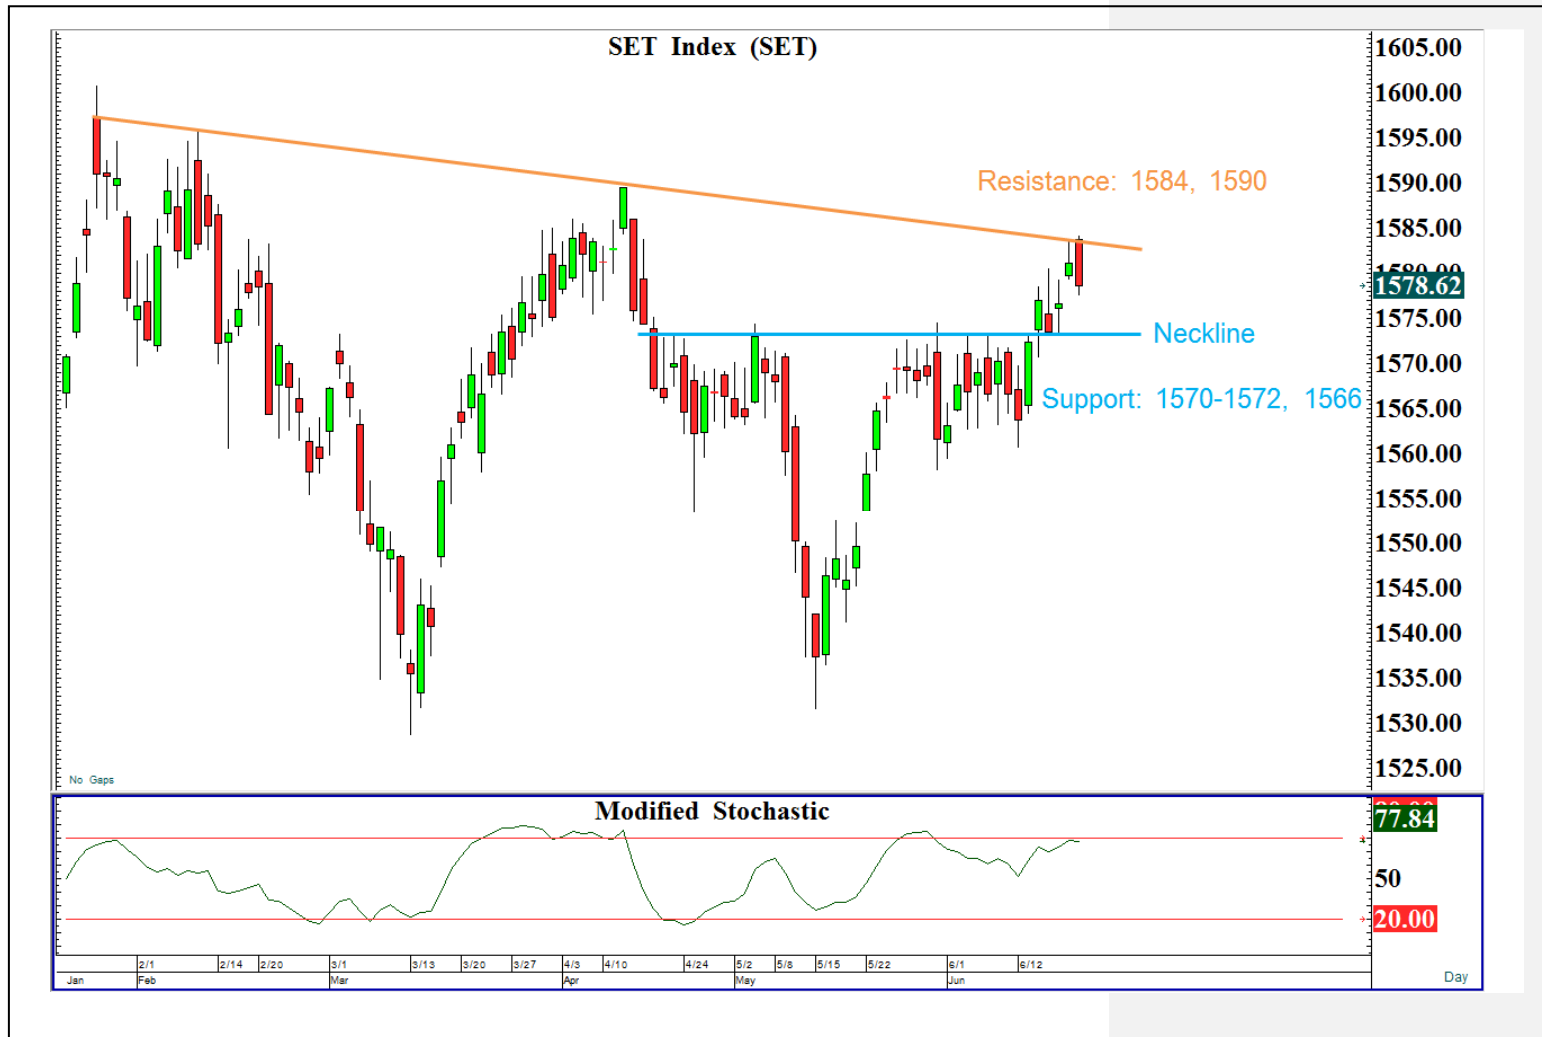 SET Index (SET)
1605.00
1600.00
1595.00
1590.00
Resistance: 1584, 1590
1585.00
1580.00
1578.62
1575.00
Neckline
1570.00
Support: 1570-1572, 1566
1565.00
1560.00
1555.00
1550.00
1545.00
1540.00
1535.00
1530.00
1525.00
No Gaps
Modified Stochastic
77.84
50
20.00
2/1 2/14 2/20 3/1 3/13 3/20 3/27 4/3 4/10 4/24 5/2 5/8 5/15 5/22 6/1 6/12
Jan Feb Mar Apr May Jun Day